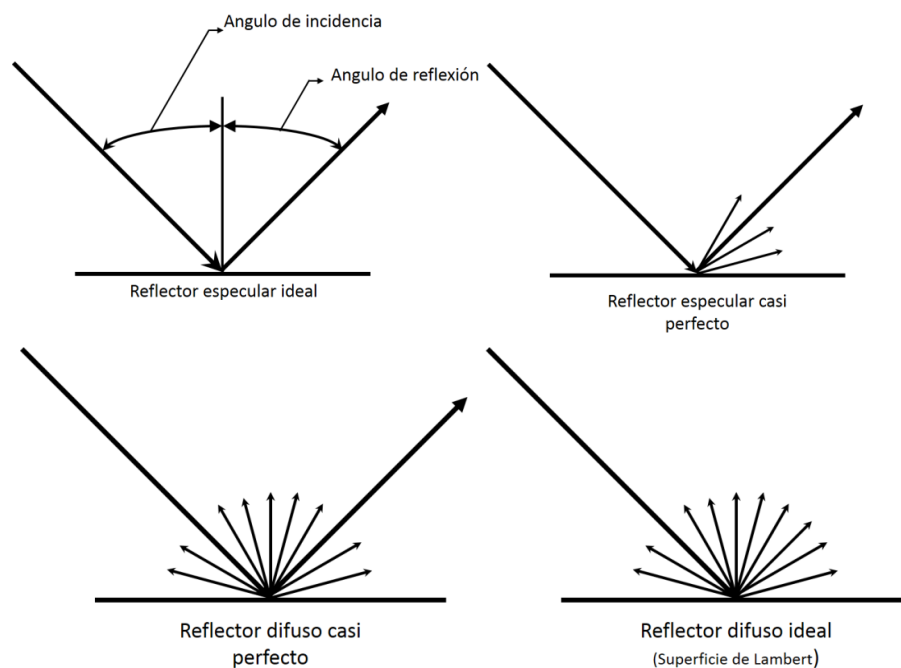 Angulo de incidencia
Angulo de reflexión
Reflector especular ideal
Reflector especular casi
perfecto
Reflector difuso casi
perfecto
Reflector difuso ideal
(Superficie de Lambert)